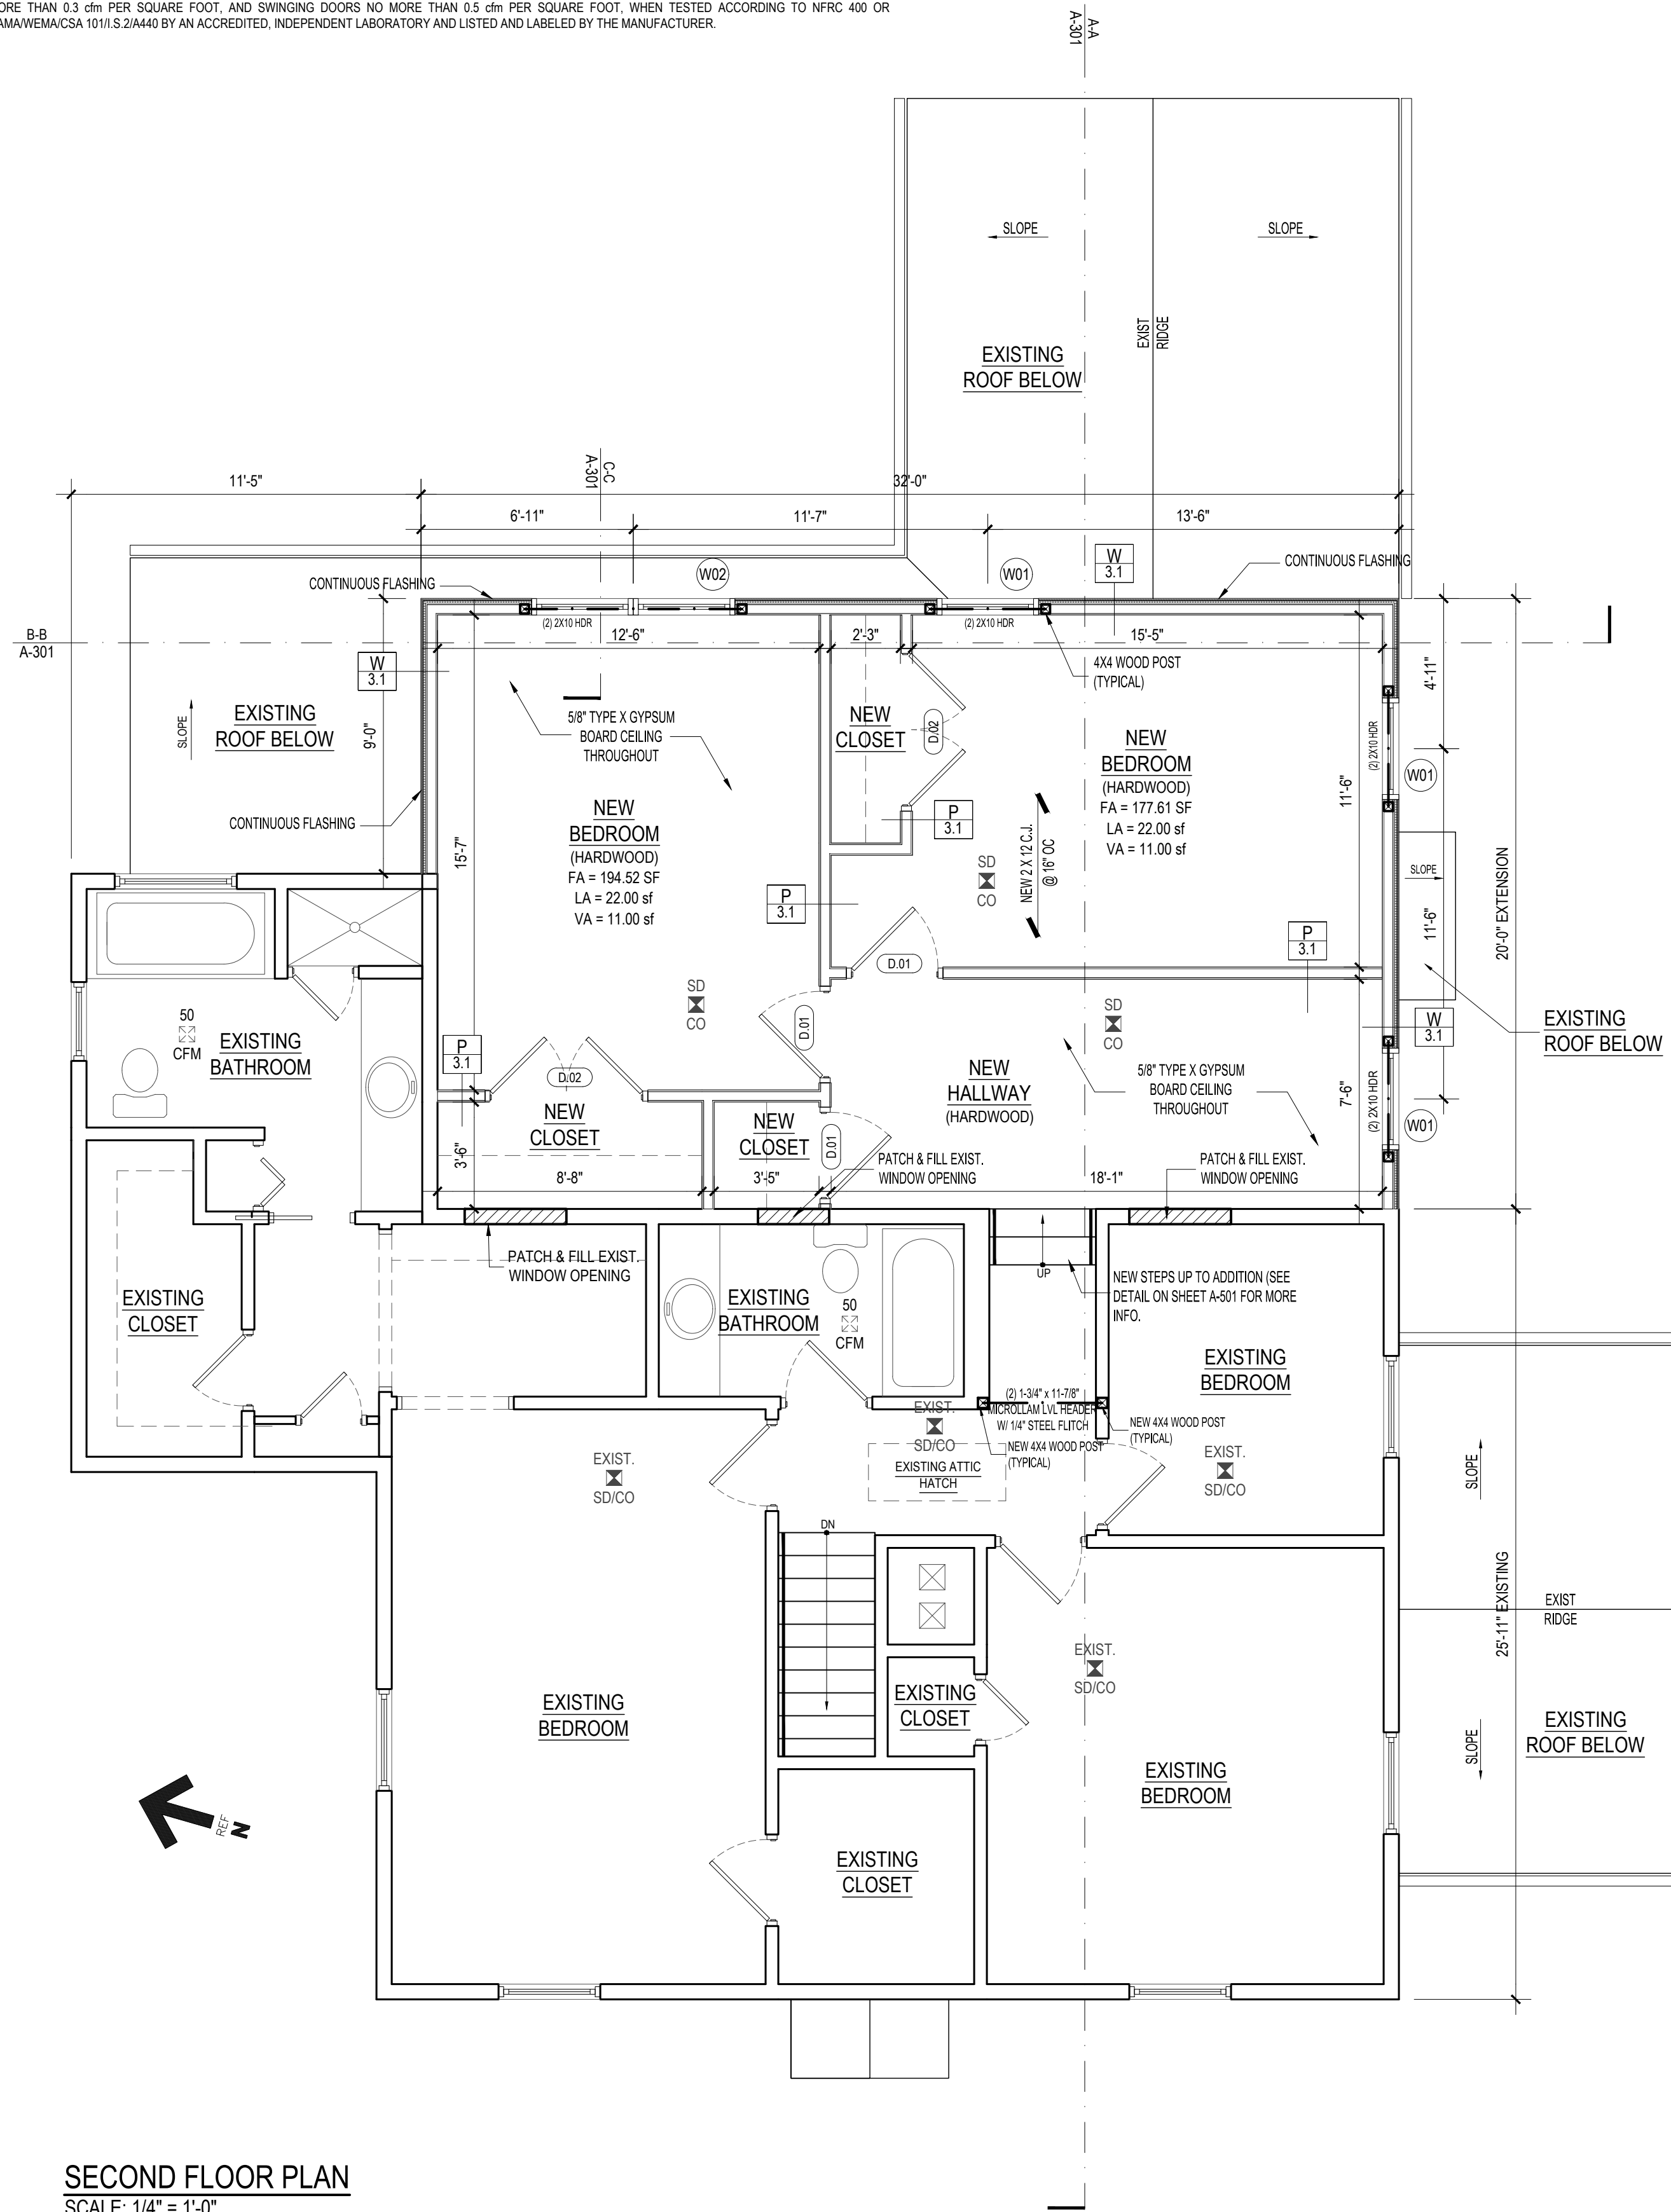 ORE THAN 0.3 cfm PER SQUARE FOOT, AND SWINGING DOORS NO MORE THAN 0.5 cfm PER SQUARE FOOT, WHEN TESTED ACCORDING TO NFRC 400 OR
AMA/WEMA/CSA 101/I.S.2/A440 BY AN ACCREDITED, INDEPENDENT LABORATORY AND LISTED AND LABELED BY THE MANUFACTURER.
A-A
A-301
SLOPE
SLOPE
EXIST
RIDGE
EXISTING
ROOF BELOW
C-C
A-301
11'-5"
32'-0"
6'-11"
11'-7"
13'-6"
W02
W01
W
3.1
CONTINUOUS FLASHING
CONTINUOUS FLASHING
(2) 2X10 HDR
(2) 2X10 HDR
B-B
A-301
12'-6"
2'-3"
15'-5"
W
3.1
4X4 WOOD POST
(TYPICAL)
4'-11"
SLOPE
EXISTING
ROOF BELOW
9'-0"
5/8" TYPE X GYPSUM
BOARD CEILING
THROUGHOUT
NEW
CLOSET
D.02
NEW
BEDROOM
(HARDWOOD)
FA = 177.61 SF
LA = 22.00 sf
VA = 11.00 sf
(2) 2X10 HDR
W01
11'-6"
CONTINUOUS FLASHING
15'-7"
NEW
BEDROOM
(HARDWOOD)
FA = 194.52 SF
LA = 22.00 sf
VA = 11.00 sf
P
3.1
NEW 2 X 12 C.J.
@ 16" OC
SD
CO
SLOPE
11'-6"
20'-0" EXTENSION
P
3.1
P
3.1
D.01
SD
CO
SD
CO
D.01
50
CFM
EXISTING
BATHROOM
P
3.1
D.02
W
3.1
EXISTING
ROOF BELOW
NEW
HALLWAY
(HARDWOOD)
5/8" TYPE X GYPSUM
BOARD CEILING
THROUGHOUT
7'-6"
(2) 2X10 HDR
W01
NEW
CLOSET
NEW
CLOSET
D.01
3'-6"
PATCH & FILL EXIST.
WINDOW OPENING
PATCH & FILL EXIST.
WINDOW OPENING
8'-8"
3'-5"
18'-1"
PATCH & FILL EXIST.
WINDOW OPENING
UP
NEW STEPS UP TO ADDITION (SEE
DETAIL ON SHEET A-501 FOR MORE
INFO.
EXISTING
CLOSET
EXISTING
BATHROOM
50
CFM
EXISTING
BEDROOM
(2) 1-3/4" x 11-7/8"
MICROLLAM LVL HEADER
W/ 1/4" STEEL FLITCH
EXIST.
SD/CO
NEW 4X4 WOOD POST
(TYPICAL)
NEW 4X4 WOOD POST
(TYPICAL)
EXIST.
SD/CO
EXISTING ATTIC
HATCH
EXIST.
SD/CO
SLOPE
DN
25'-11" EXISTING
EXIST
RIDGE
EXIST.
SD/CO
EXISTING
CLOSET
EXISTING
BEDROOM
SLOPE
EXISTING
ROOF BELOW
EXISTING
BEDROOM
REF
N
EXISTING
CLOSET
SECOND FLOOR PLAN
SCALE: 1/4" = 1'-0"